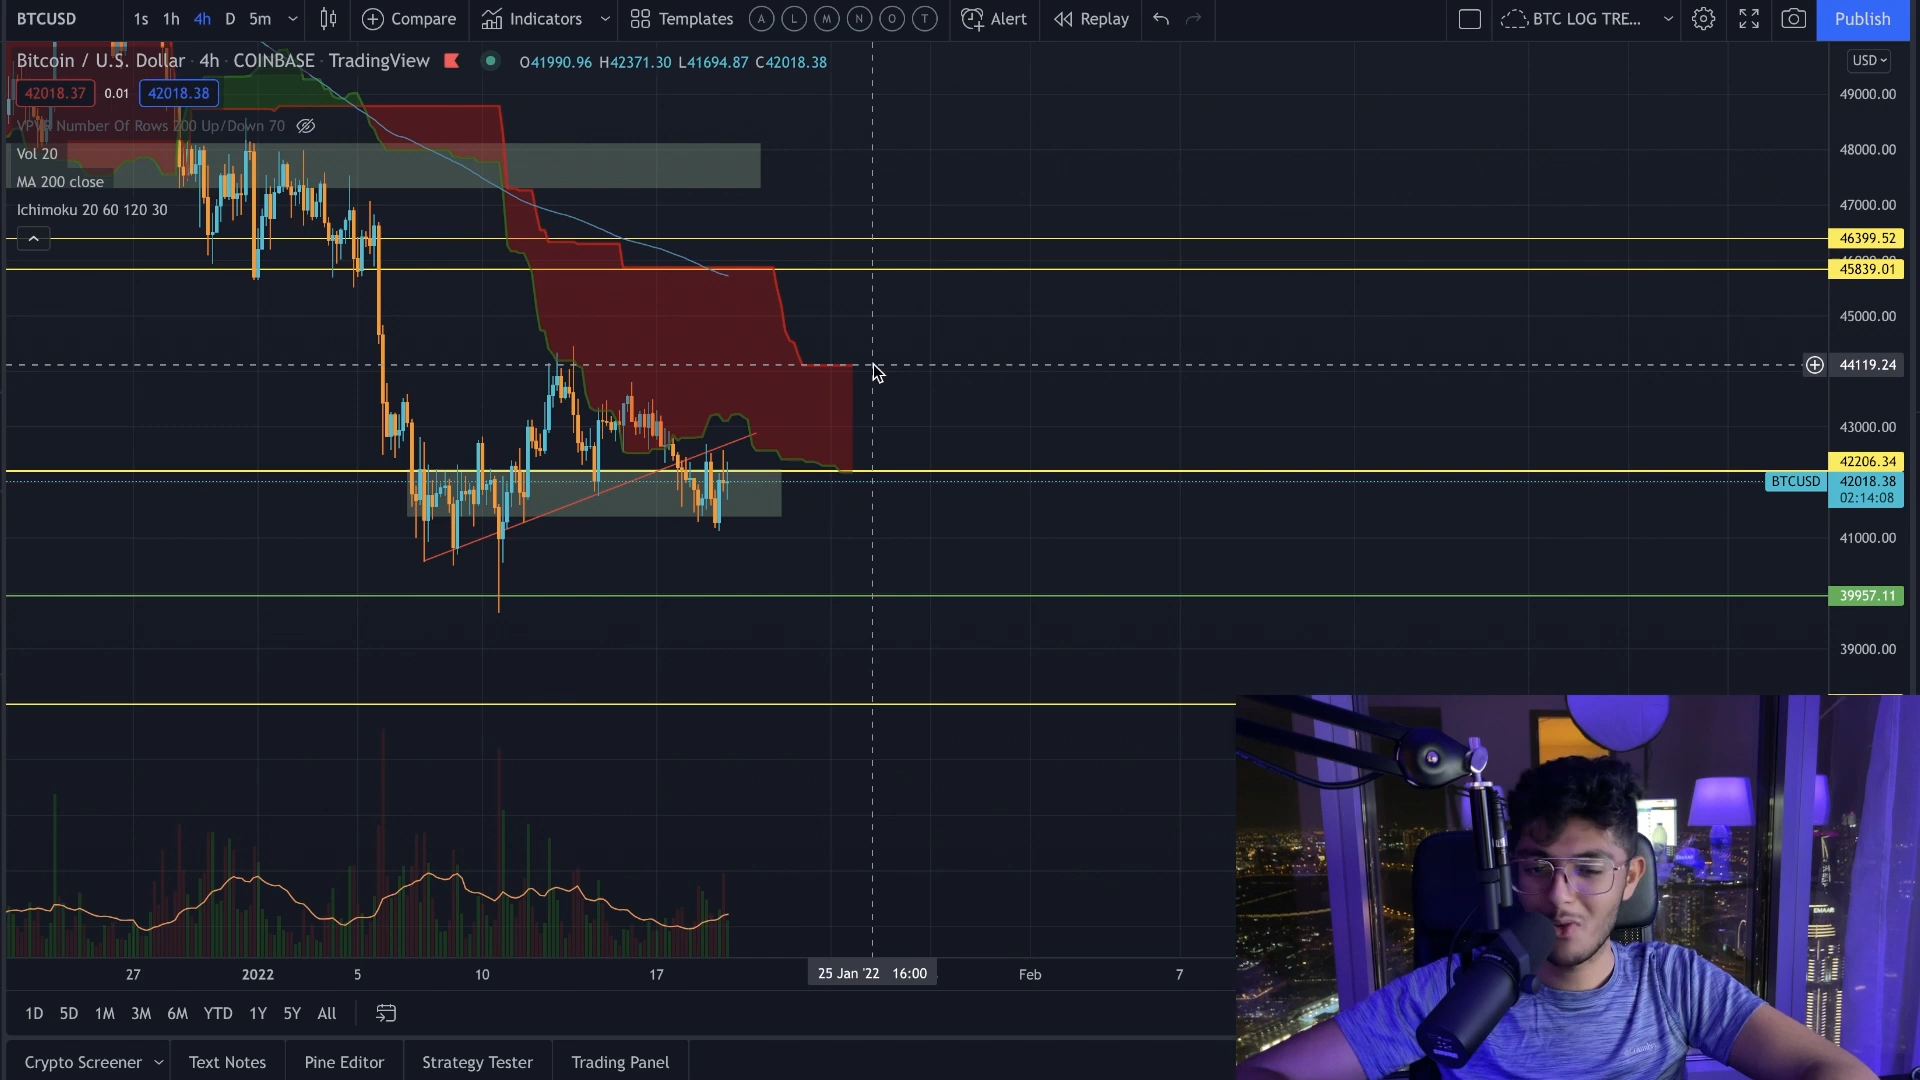 BTCUSD 1s 1h 4h D 5m Compare Indicators Templates A L M N O T Alert Replay BTC LOG TRE... Publish
Bitcoin / U.S. Dollar · 4h · COINBASE · TradingView O41990.96 H42371.30 L41694.87 C42018.38 USD
42018.37 0.01 42018.38
49000.00
VPVR Number Of Rows 200 Up/Down 70
Vol 20
48000.00
MA 200 close
Ichimoku 20 60 120 30
47000.00
46399.52
45839.01
45000.00
44119.24
43000.00
42206.34
BTCUSD 42018.38
02:14:08
41000.00
39957.11
39000.00
27 2022 5 10 17 25 Jan '22 16:00 Feb 7
1D 5D 1M 3M 6M YTD 1Y 5Y All
Crypto Screener Text Notes Pine Editor Strategy Tester Trading Panel
EMAAR
Columbia